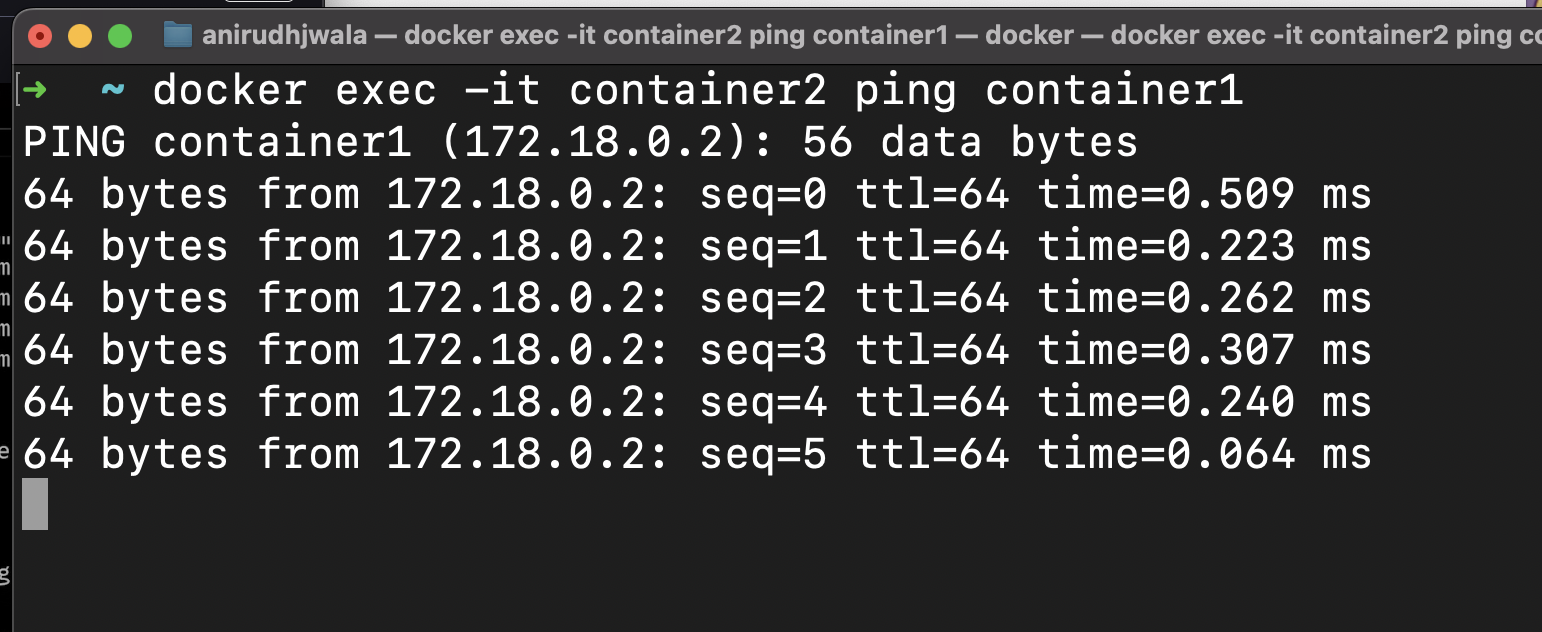 anirudhjwala — docker exec -it container2 ping container1 — docker — docker exec -it container2 ping
➜ ~ docker exec -it container2 ping container1
PING container1 (172.18.0.2): 56 data bytes
64 bytes from 172.18.0.2: seq=0 ttl=64 time=0.509 ms
64 bytes from 172.18.0.2: seq=1 ttl=64 time=0.223 ms
64 bytes from 172.18.0.2: seq=2 ttl=64 time=0.262 ms
64 bytes from 172.18.0.2: seq=3 ttl=64 time=0.307 ms
64 bytes from 172.18.0.2: seq=4 ttl=64 time=0.240 ms
64 bytes from 172.18.0.2: seq=5 ttl=64 time=0.064 ms